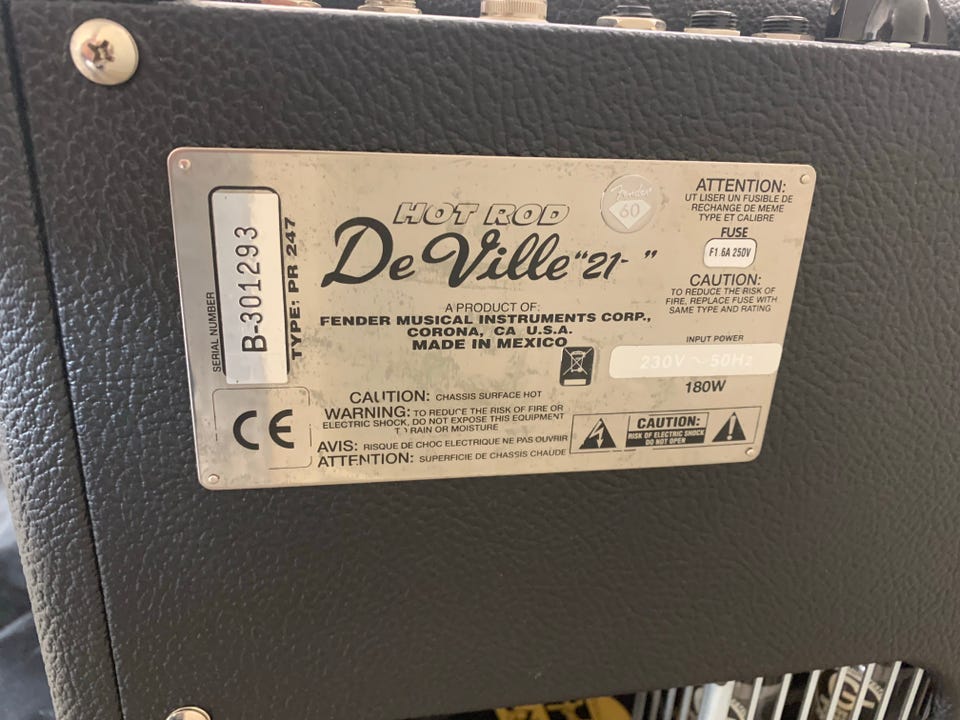 HOT ROD
De Ville "21- "
Fender
60
A PRODUCT OF:
FENDER MUSICAL INSTRUMENTS CORP.,
CORONA, CA U.S.A.
MADE IN MEXICO
SERIAL NUMBER
B-301293
TYPE: PR 247
ATTENTION:
UT LISER UN FUSIBLE DE
RECHANGE DE MEME
TYPE ET CALIBRE
FUSE
F1.6A 250V
CAUTION:
TO REDUCE THE RISK OF
FIRE, REPLACE FUSE WITH
SAME TYPE AND RATING
INPUT POWER
230V ~ 50Hz
180W
CE
CAUTION: CHASSIS SURFACE HOT
WARNING: TO REDUCE THE RISK OF FIRE OR
ELECTRIC SHOCK, DO NOT EXPOSE THIS EQUIPMENT
T RAIN OR MOISTURE
AVIS: RISQUE DE CHOC ELECTRIQUE NE PAS OUVRIR
ATTENTION: SUPERFICIE DE CHASSIS CHAUDE
CAUTION:
RISK OF ELECTRIC SHOCK
DO NOT OPEN